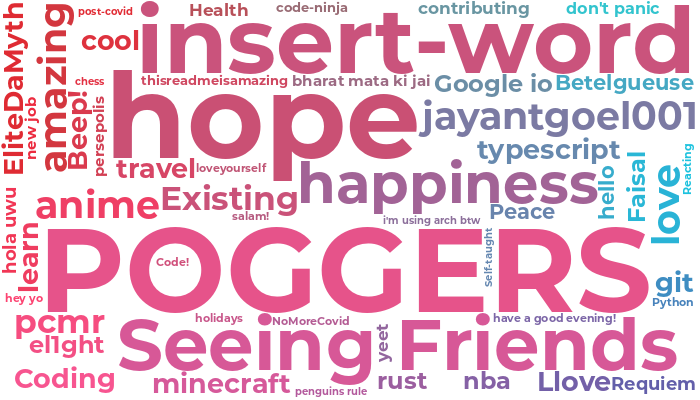 post-covid
Health
code-ninja
contributing
don't panic
EliteDaMyth
amazing
cool
insert-word
new job
chess
thisreadmeisamazing
bharat mata ki jai
Google io
Betelgueuse
Beep!
persepolis
hope
jayantgoel001
typescript
travel
loveyourself
happiness
hello
Faisal
love
Reacting
hola uwu
learn
anime
Existing
salam!
i'm using arch btw
Peace
POGGERS
Code!
Self-taught
git
Python
hey yo
pcmr
el1ght
holidays
NoMoreCovid
have a good evening!
Seeing Friends
yeet
Coding
minecraft
penguins rule
rust
nba
Llove
Requiem